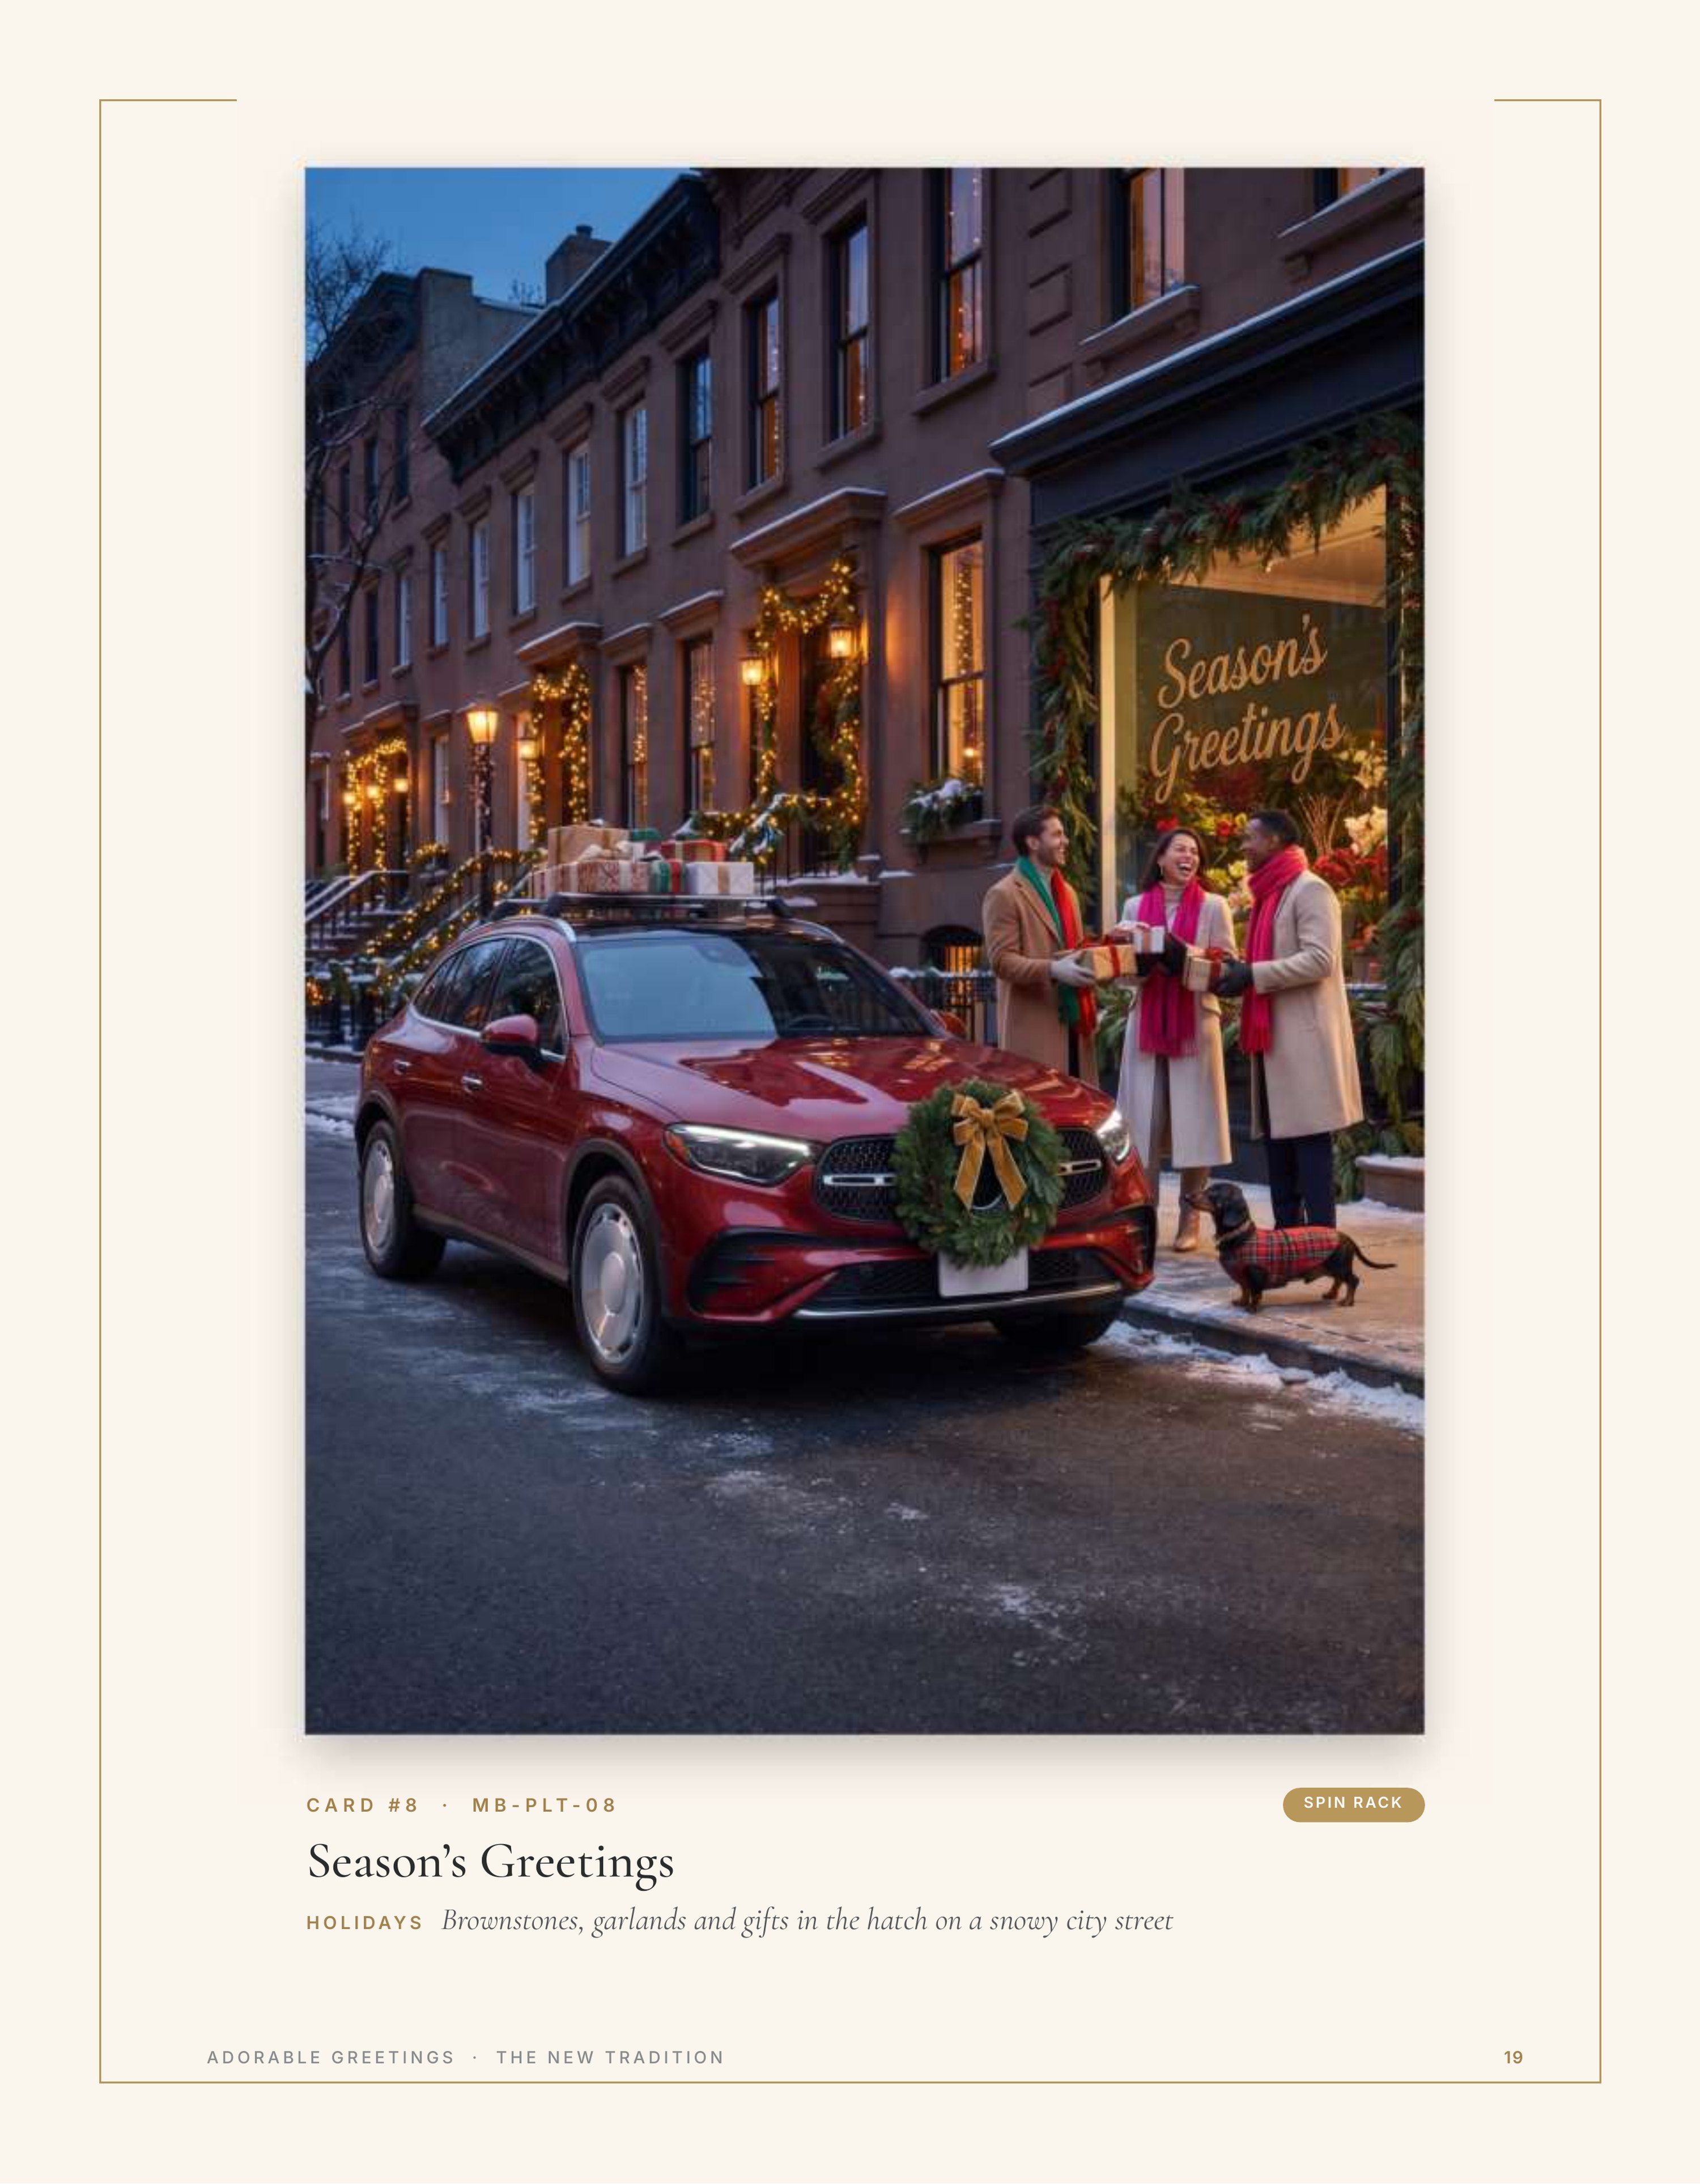 Season's
Greetings
CARD #8 · MB-PLT-08
SPIN RACK
Season’s Greetings
HOLIDAYS Brownstones, garlands and gifts in the hatch on a snowy city street
ADORABLE GREETINGS · THE NEW TRADITION
19